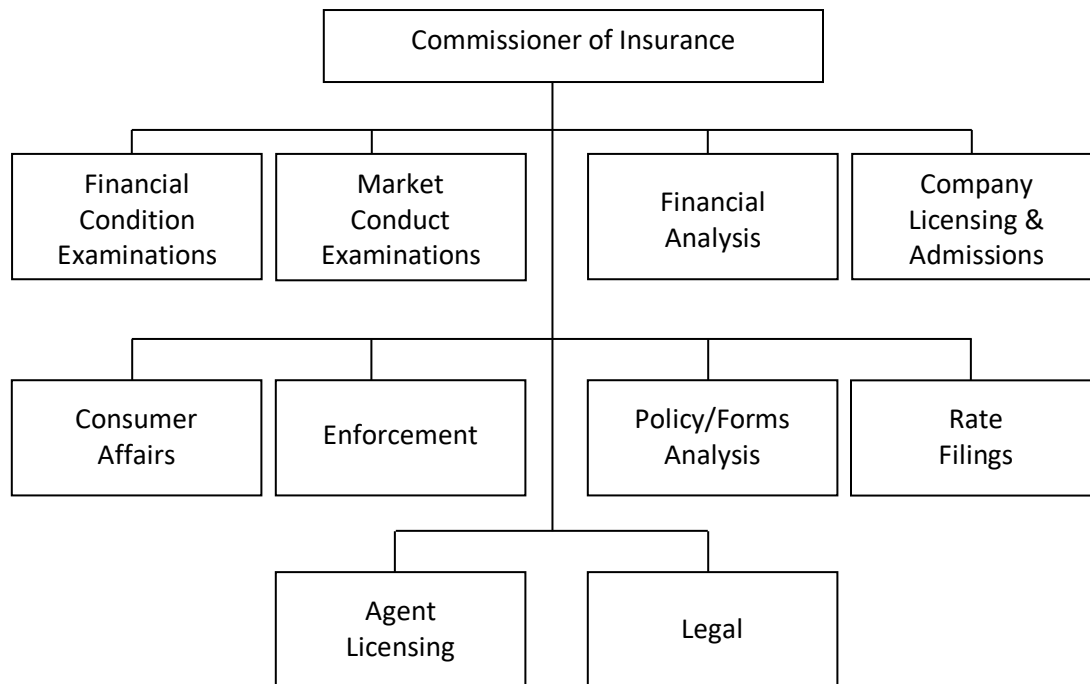 Commissioner of Insurance
Financial
Condition
Examinations
Market
Conduct
Examinations
Financial
Analysis
Company
Licensing &
Admissions
Consumer
Affairs
Enforcement
Policy/Forms
Analysis
Rate
Filings
Agent
Licensing
Legal